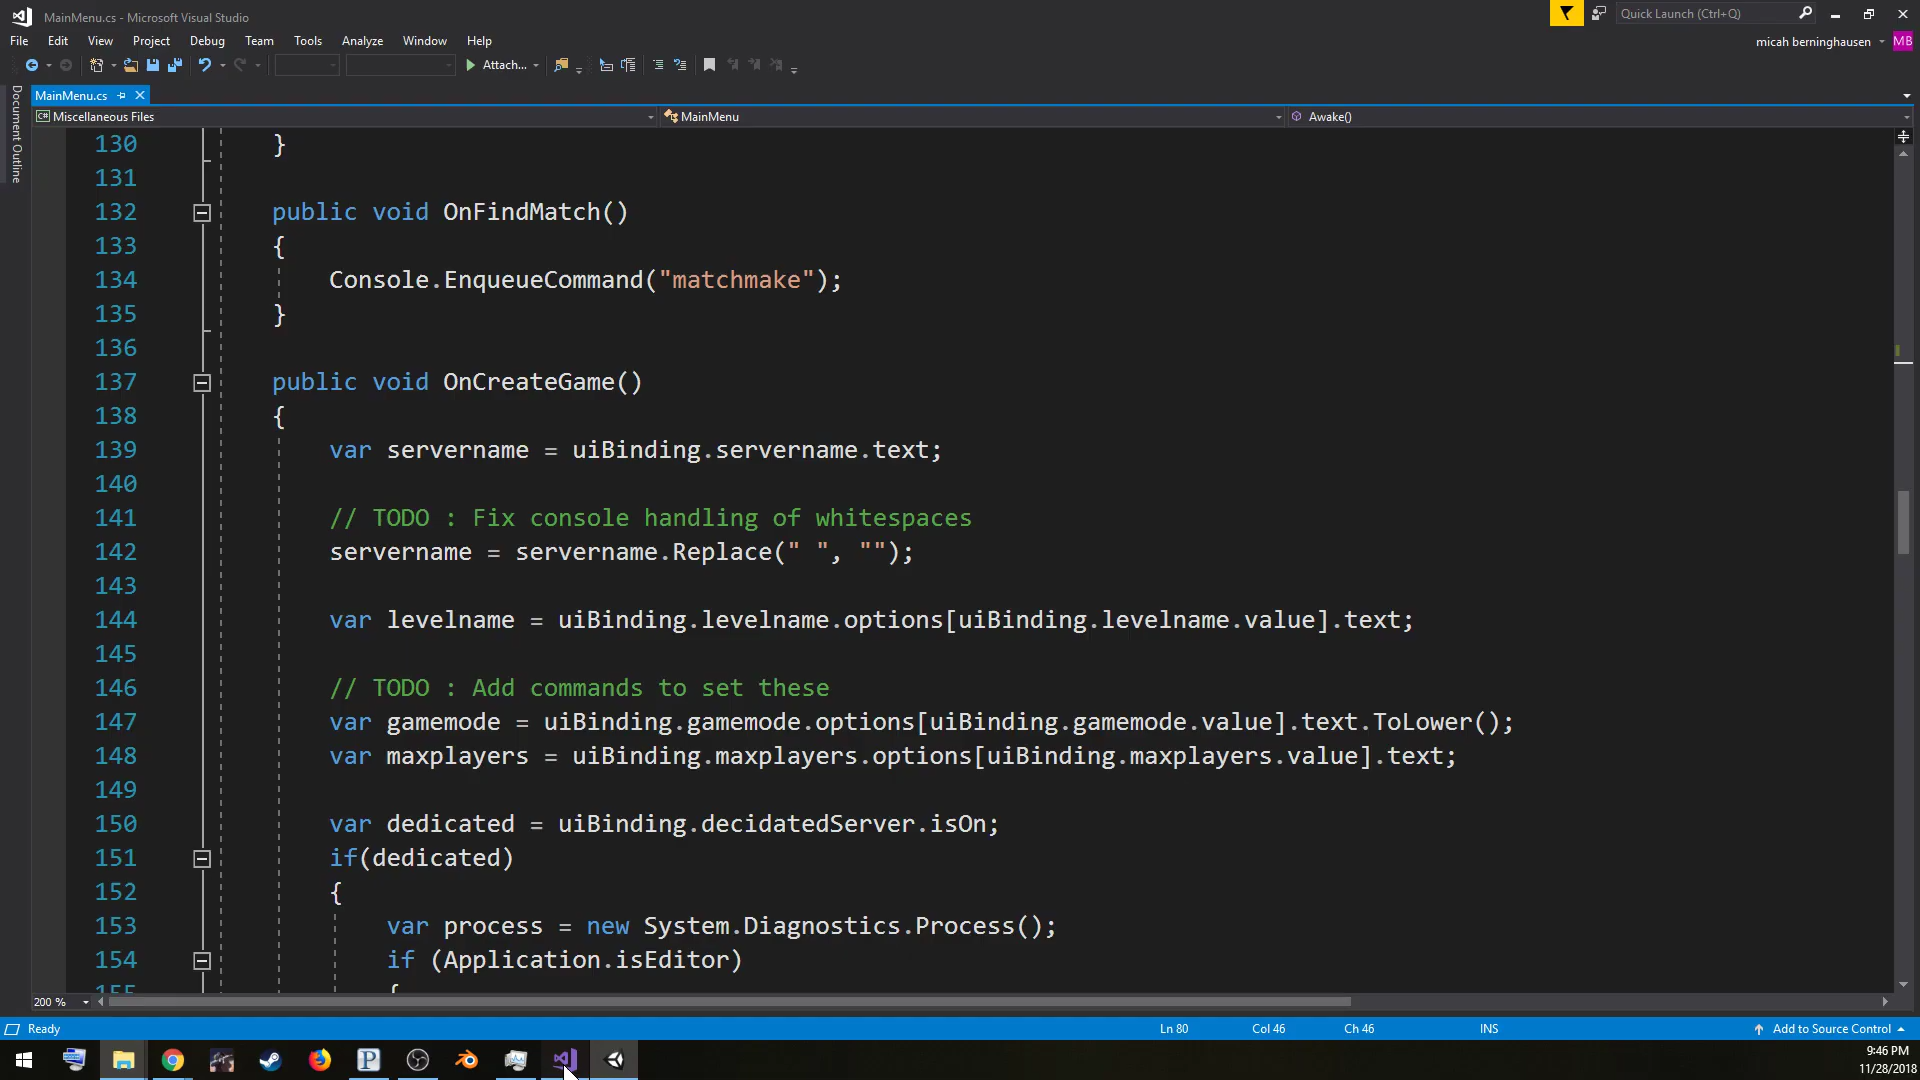 MainMenu.cs - Microsoft Visual Studio
Quick Launch (Ctrl+Q)
File Edit View Project Debug Team Tools Analyze Window Help
micah berninghausen MB
Attach...
Document Outline
MainMenu.cs
Miscellaneous Files MainMenu Awake()
130 }
131
132 public void OnFindMatch()
133 {
134 Console.EnqueueCommand("matchmake");
135 }
136
137 public void OnCreateGame()
138 {
139 var servername = uiBinding.servername.text;
140
141 // TODO : Fix console handling of whitespaces
142 servername = servername.Replace(" ", "");
143
144 var levelname = uiBinding.levelname.options[uiBinding.levelname.value].text;
145
146 // TODO : Add commands to set these
147 var gamemode = uiBinding.gamemode.options[uiBinding.gamemode.value].text.ToLower();
148 var maxplayers = uiBinding.maxplayers.options[uiBinding.maxplayers.value].text;
149
150 var dedicated = uiBinding.decidatedServer.isOn;
151 if(dedicated)
152 {
153 var process = new System.Diagnostics.Process();
154 if (Application.isEditor)
155 {
200 %
Ready Ln 80 Col 46 Ch 46 INS Add to Source Control
9:46 PM
11/28/2018